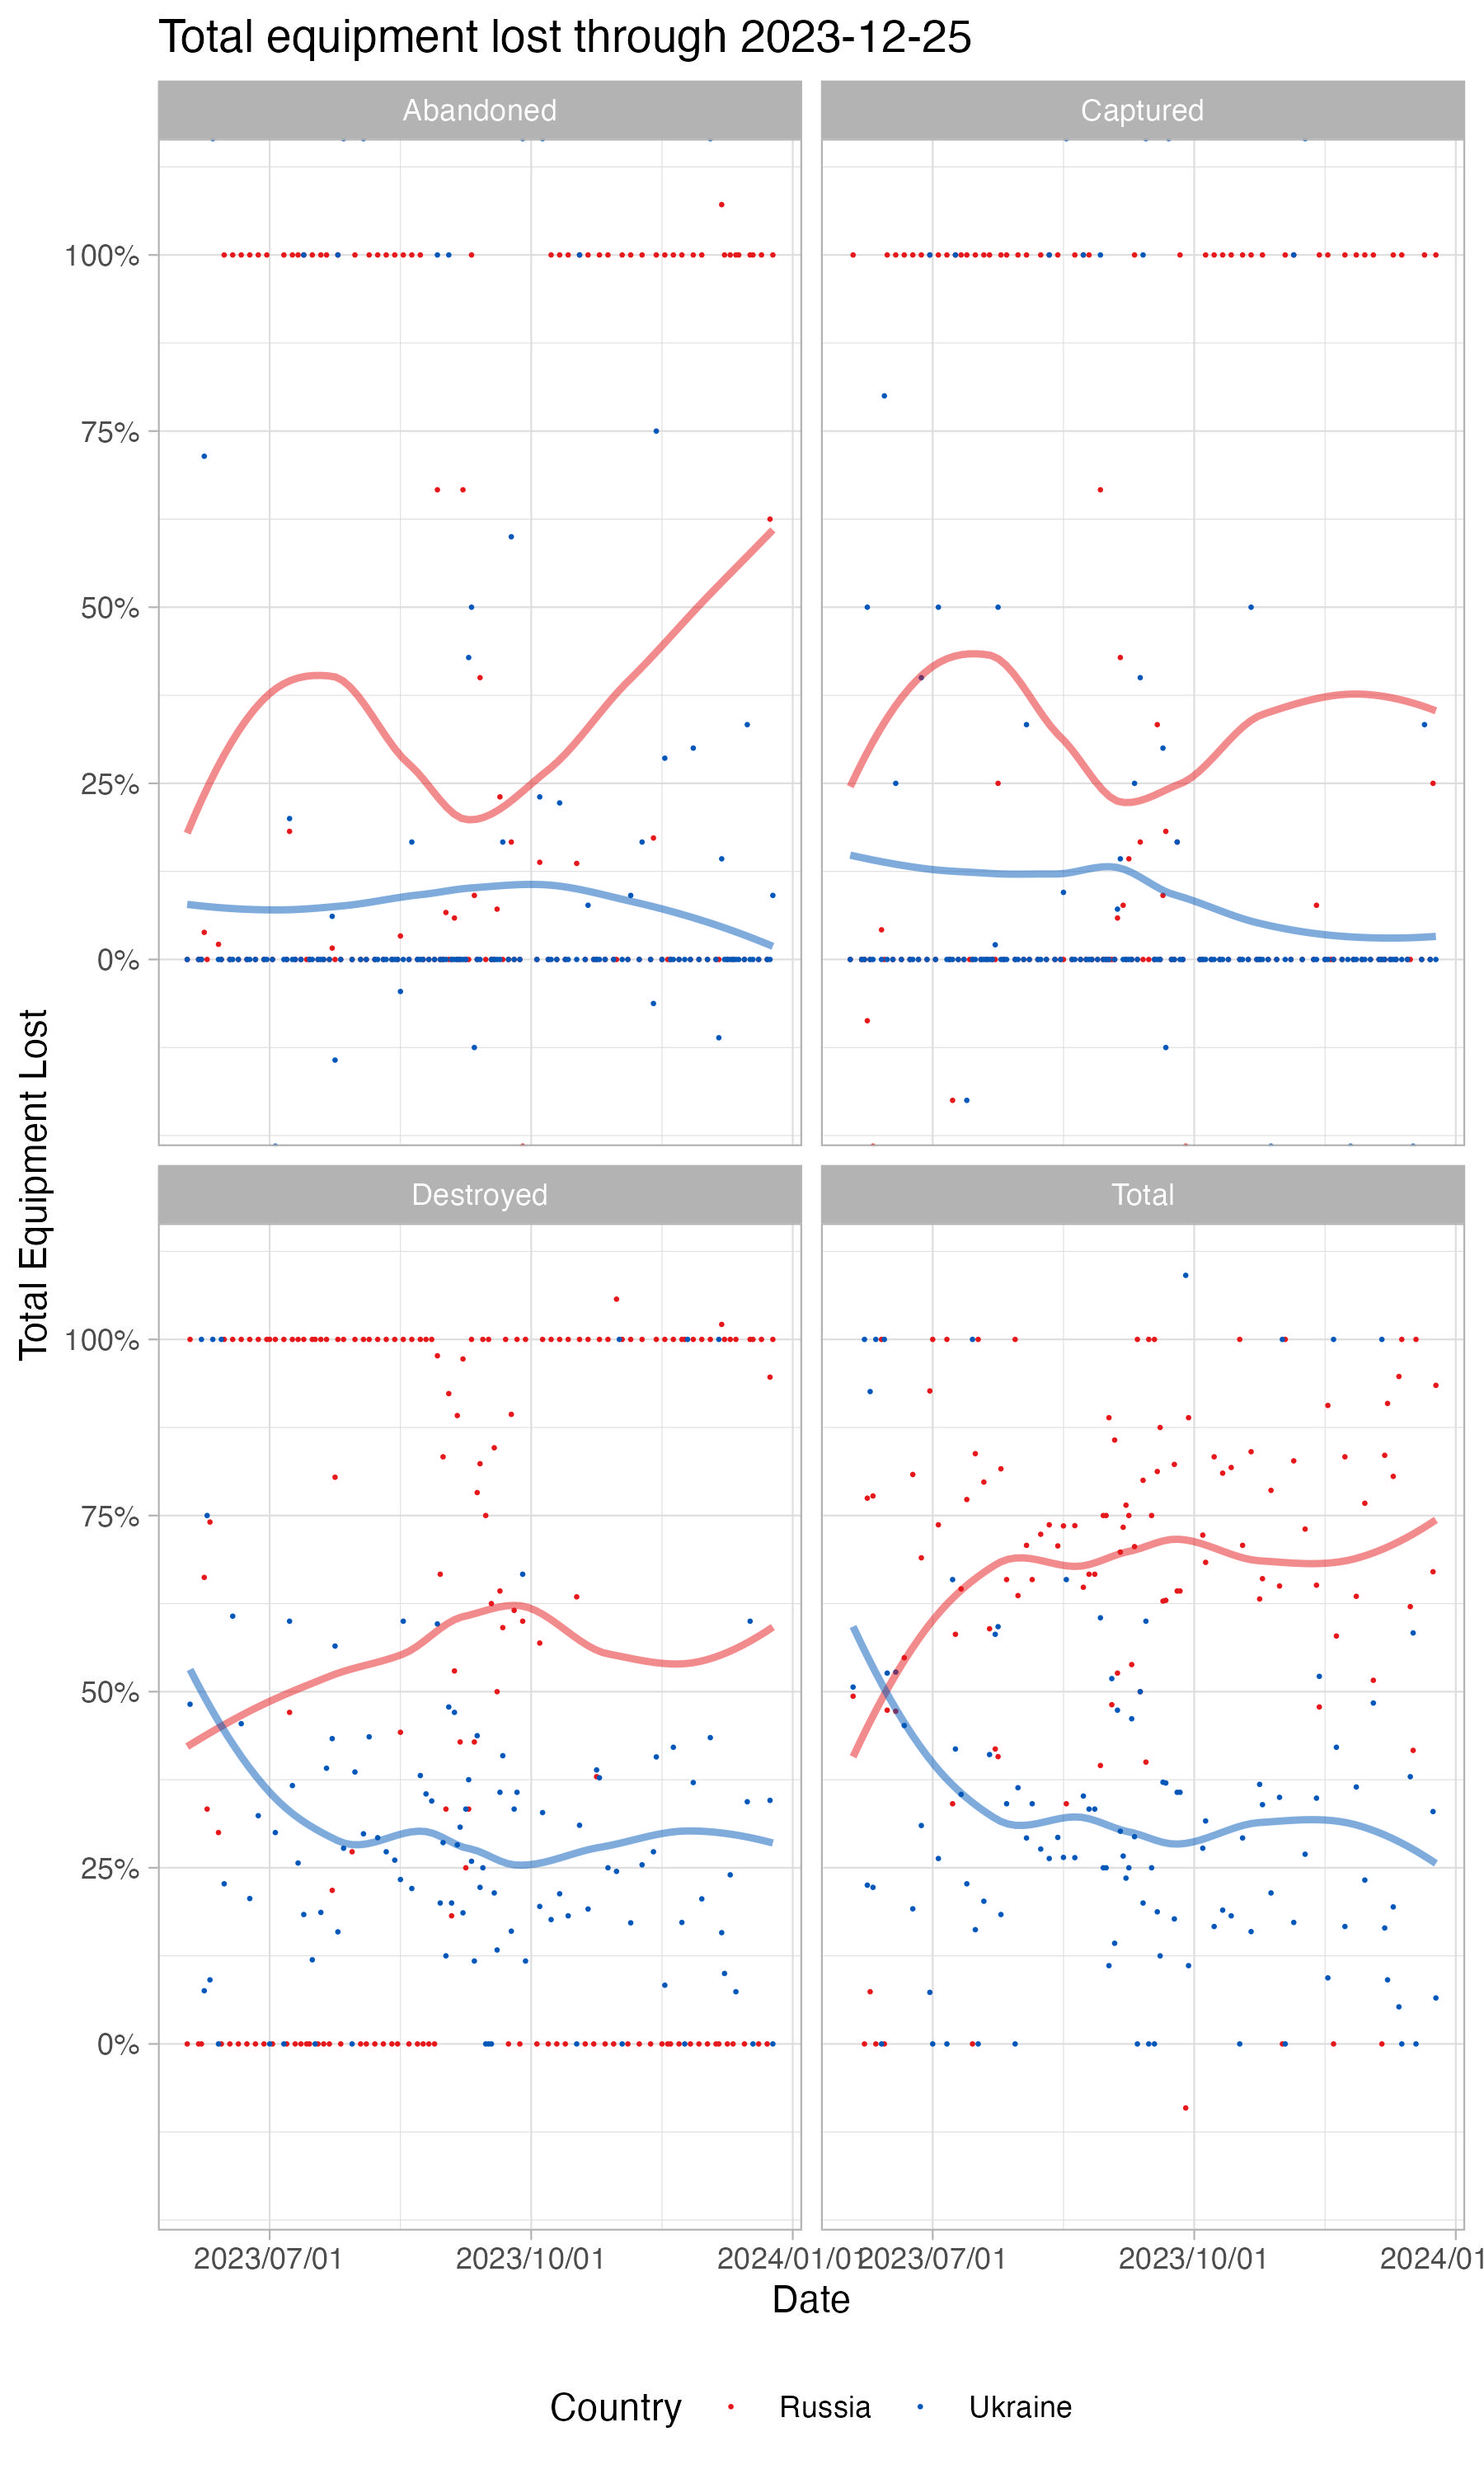 Total equipment lost through 2023-12-25
Abandoned
Captured
100%
75%
50%
25%
0%
Total Equipment Lost
Destroyed
Total
100%
75%
50%
25%
0%
2023/07/01
2023/10/01
2024/01/01
2023/07/01
2023/10/01
2024/01
Date
Country
Russia
Ukraine